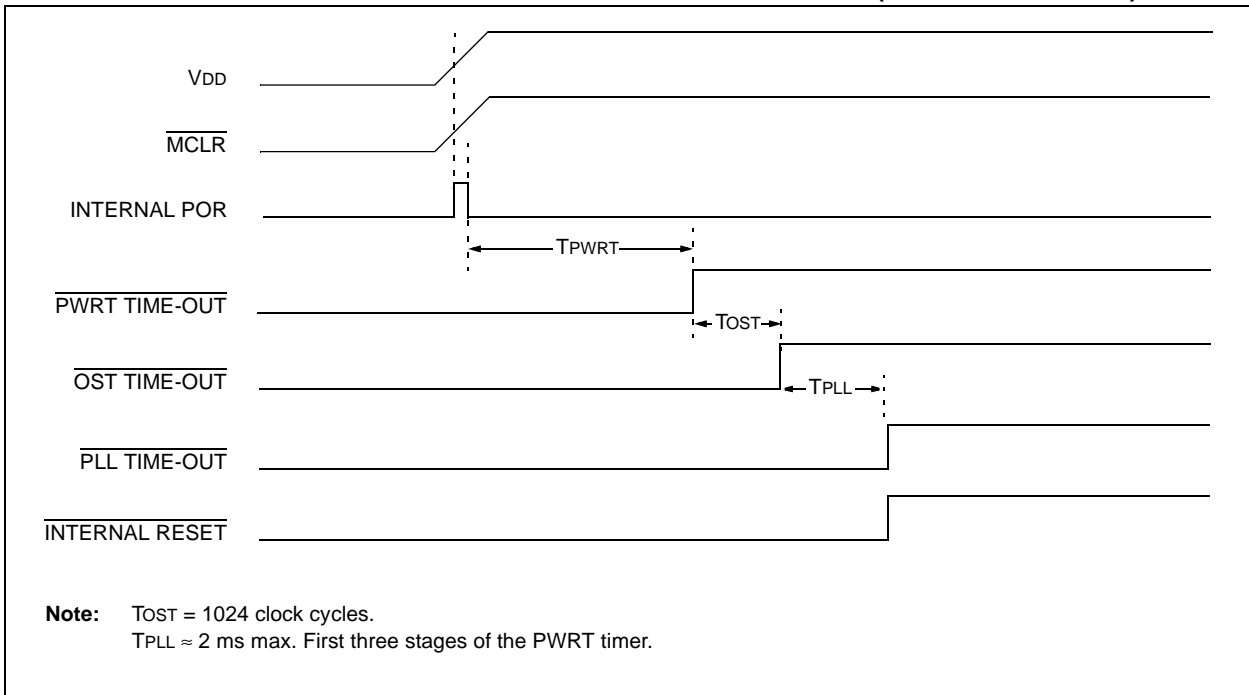 VDD
MCLR
INTERNAL POR
TPWRT
PWRT TIME-OUT
TOST
OST TIME-OUT
TPLL
PLL TIME-OUT
INTERNAL RESET
Note: TOST = 1024 clock cycles.
TPLL ≈ 2 ms max. First three stages of the PWRT timer.